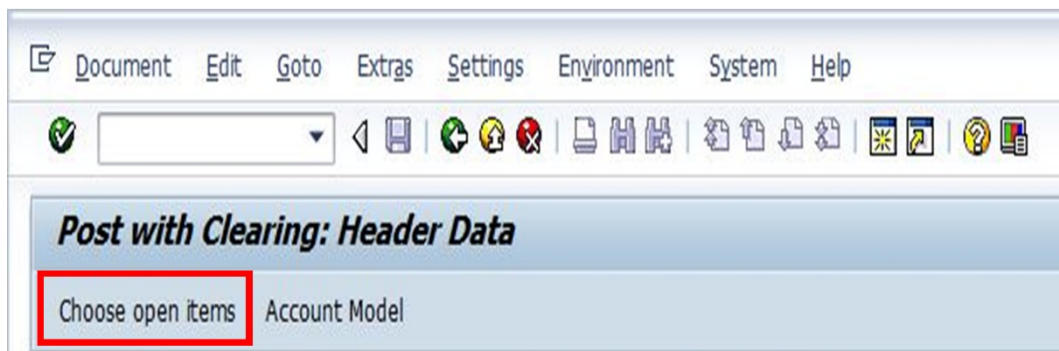 Document Edit Goto Extras Settings Environment System Help
Post with Clearing: Header Data
Choose open items Account Model